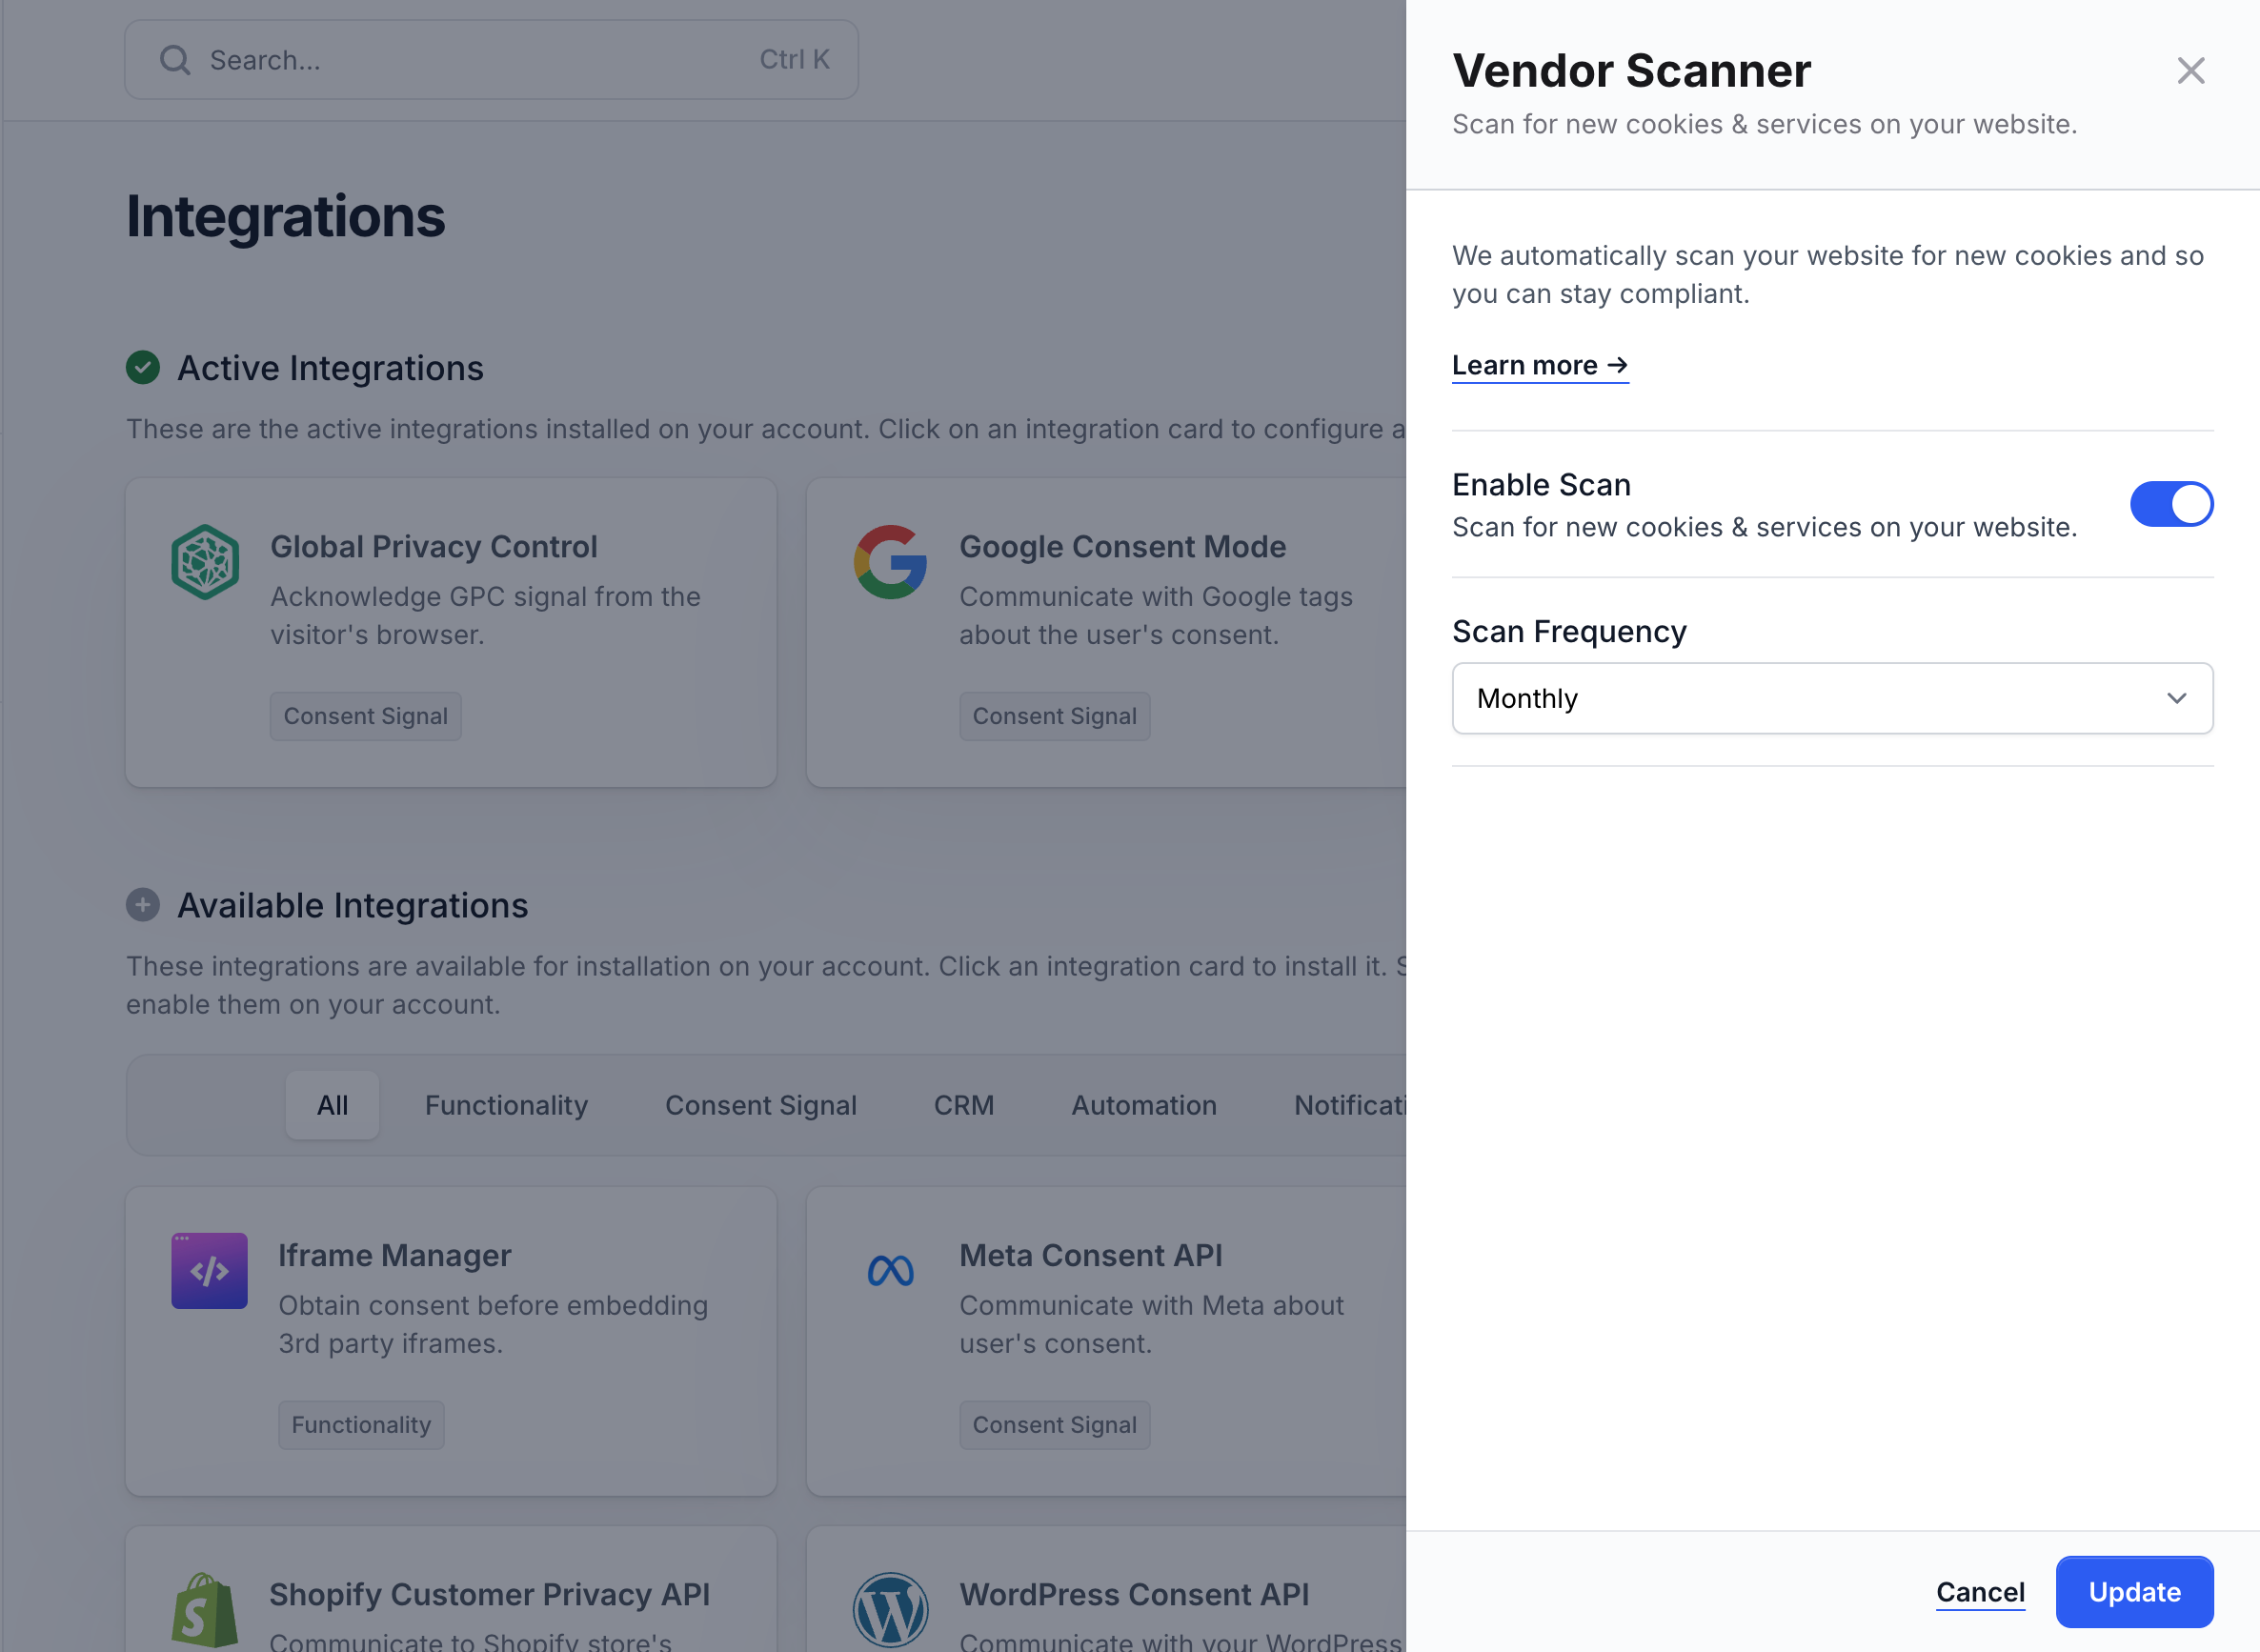 Search...
Ctrl K
Integrations
Active Integrations
These are the active integrations installed on your account. Click on an integration card to configure a
Global Privacy Control
Acknowledge GPC signal from the
visitor's browser.
Consent Signal
Google Consent Mode
Communicate with Google tags
about the user's consent.
Consent Signal
Available Integrations
These integrations are available for installation on your account. Click an integration card to install it. S
enable them on your account.
All
Functionality
Consent Signal
CRM
Automation
Notificati
Iframe Manager
Obtain consent before embedding
3rd party iframes.
Functionality
Meta Consent API
Communicate with Meta about
user's consent.
Consent Signal
Shopify Customer Privacy API
Communicate to Shopify store's
WordPress Consent API
Communicate with your WordPress
Vendor Scanner
Scan for new cookies & services on your website.
We automatically scan your website for new cookies and so
you can stay compliant.
Learn more →
Enable Scan
Scan for new cookies & services on your website.
Scan Frequency
Monthly
Cancel
Update